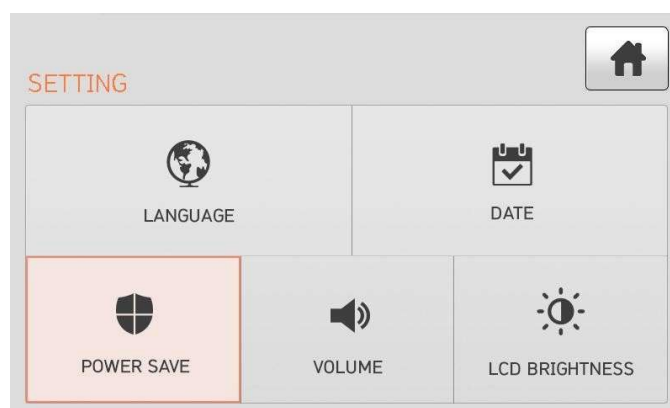 SETTING
LANGUAGE
DATE
POWER SAVE
VOLUME
LCD BRIGHTNESS